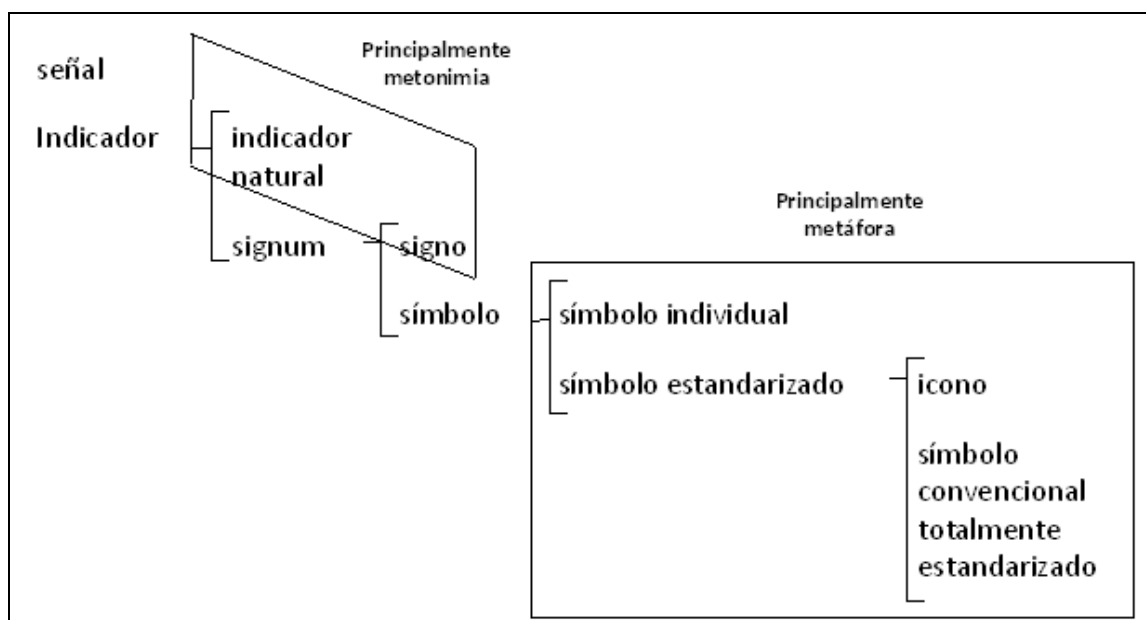 Principalmente
metonimia
señal
Indicador
indicador
natural
signum
signo
símbolo
Principalmente
metáfora
símbolo individual
símbolo estandarizado
icono
símbolo
convencional
totalmente
estandarizado